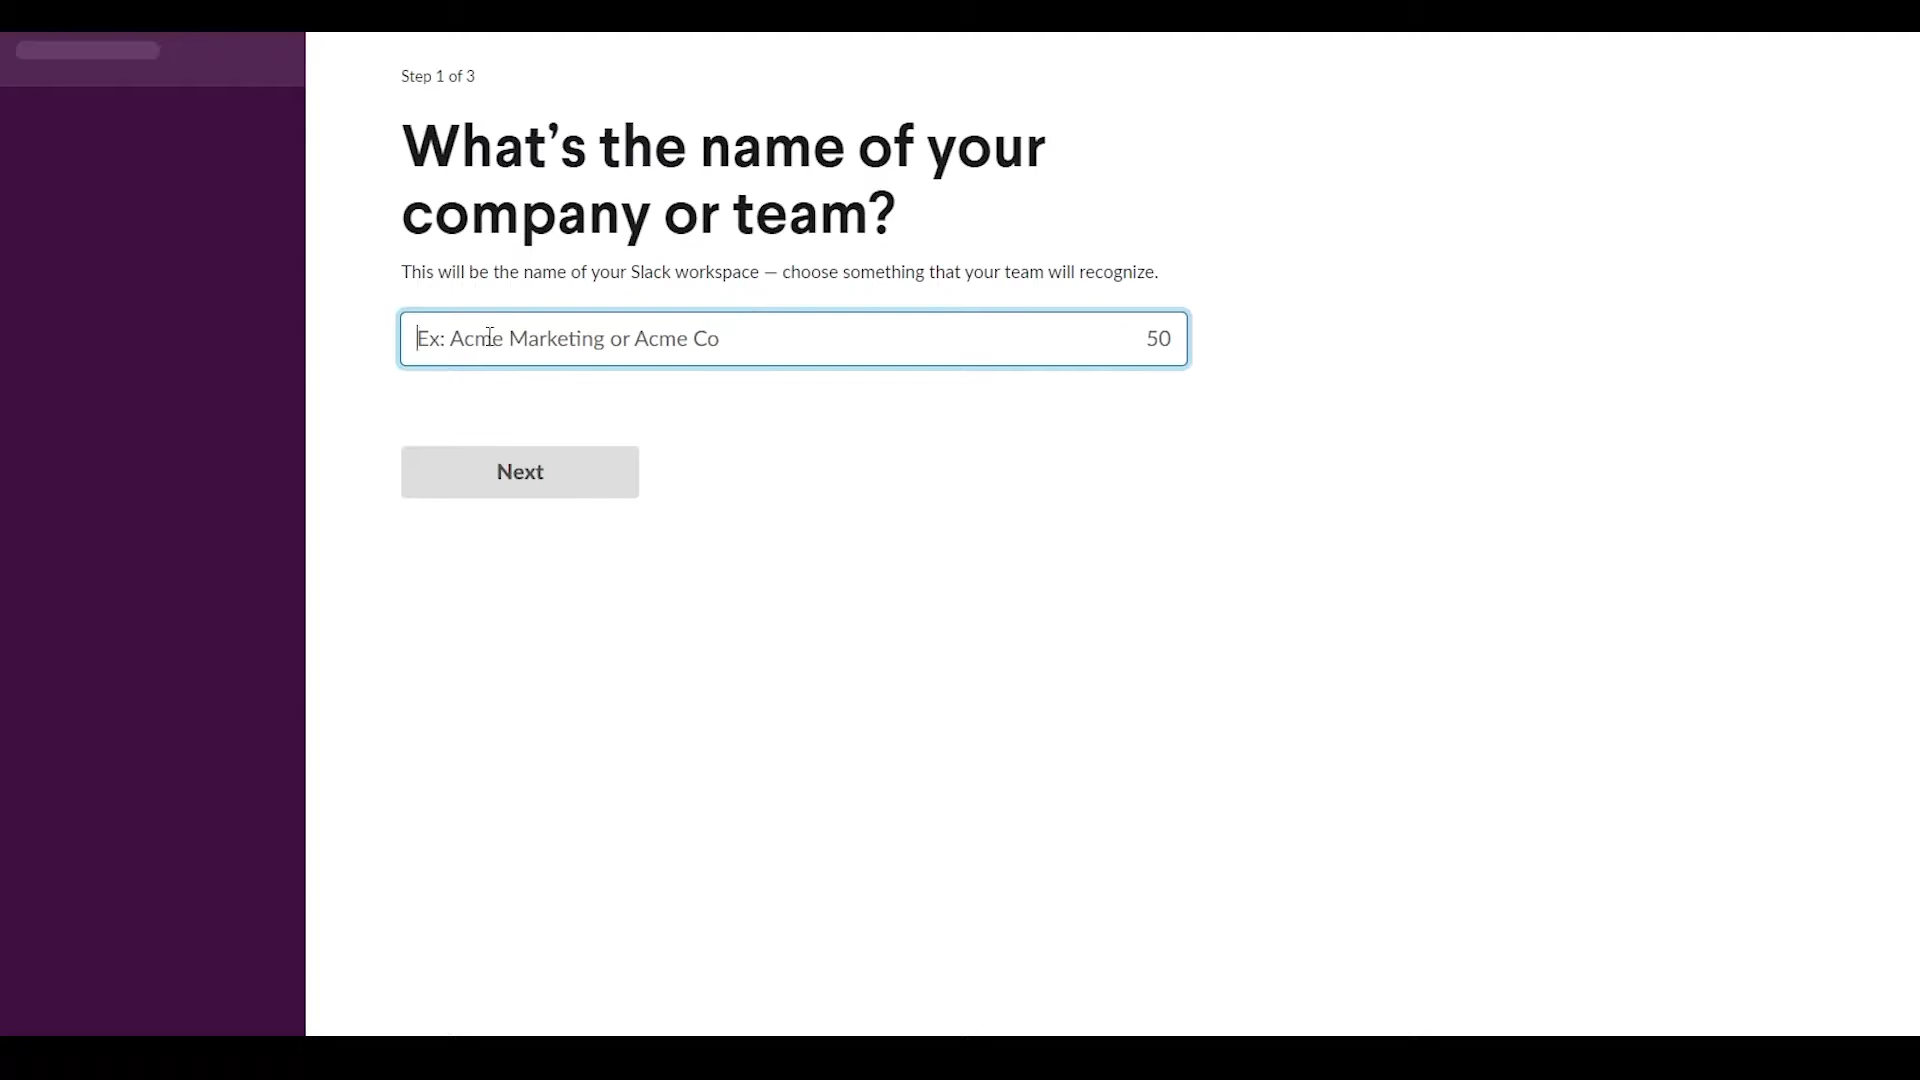 Step 1 of 3
What’s the name of your
company or team?
This will be the name of your Slack workspace — choose something that your team will recognize.
Ex: Acme Marketing or Acme Co
50
Next